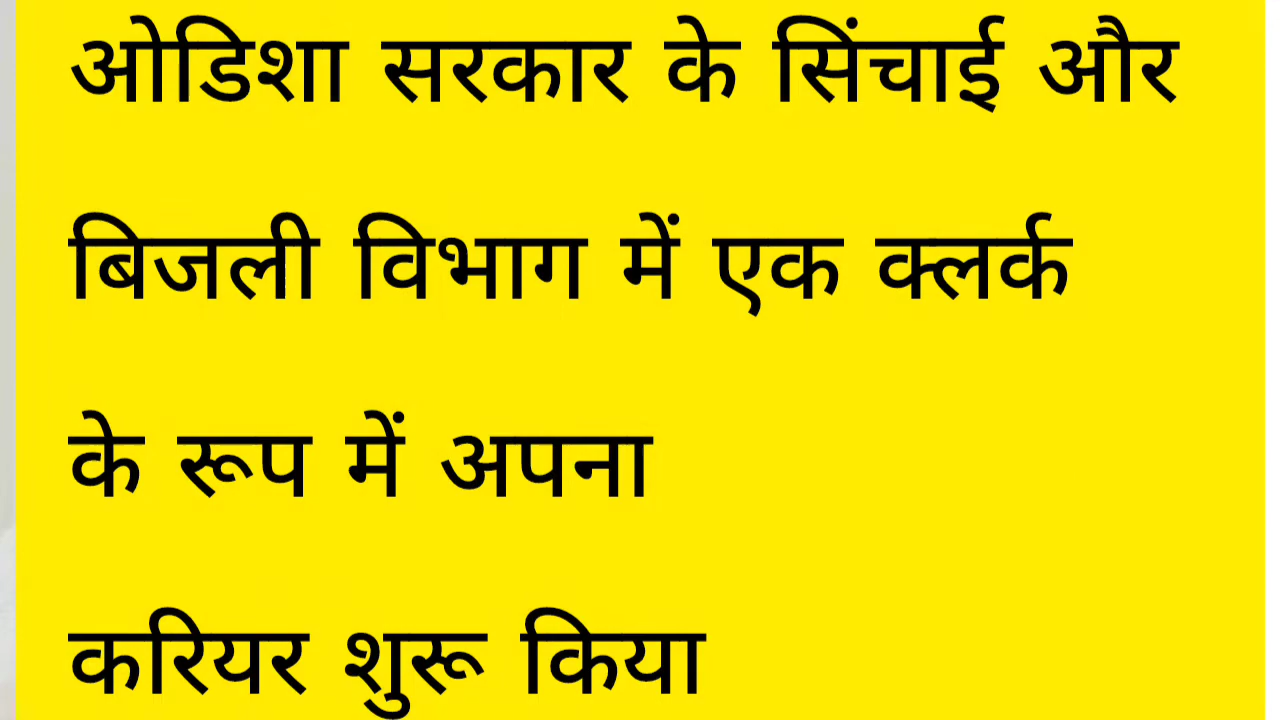 ओडिशा सरकार के सिंचाई और
बिजली विभाग में एक क्लर्क
के रूप में अपना
करियर शुरू किया